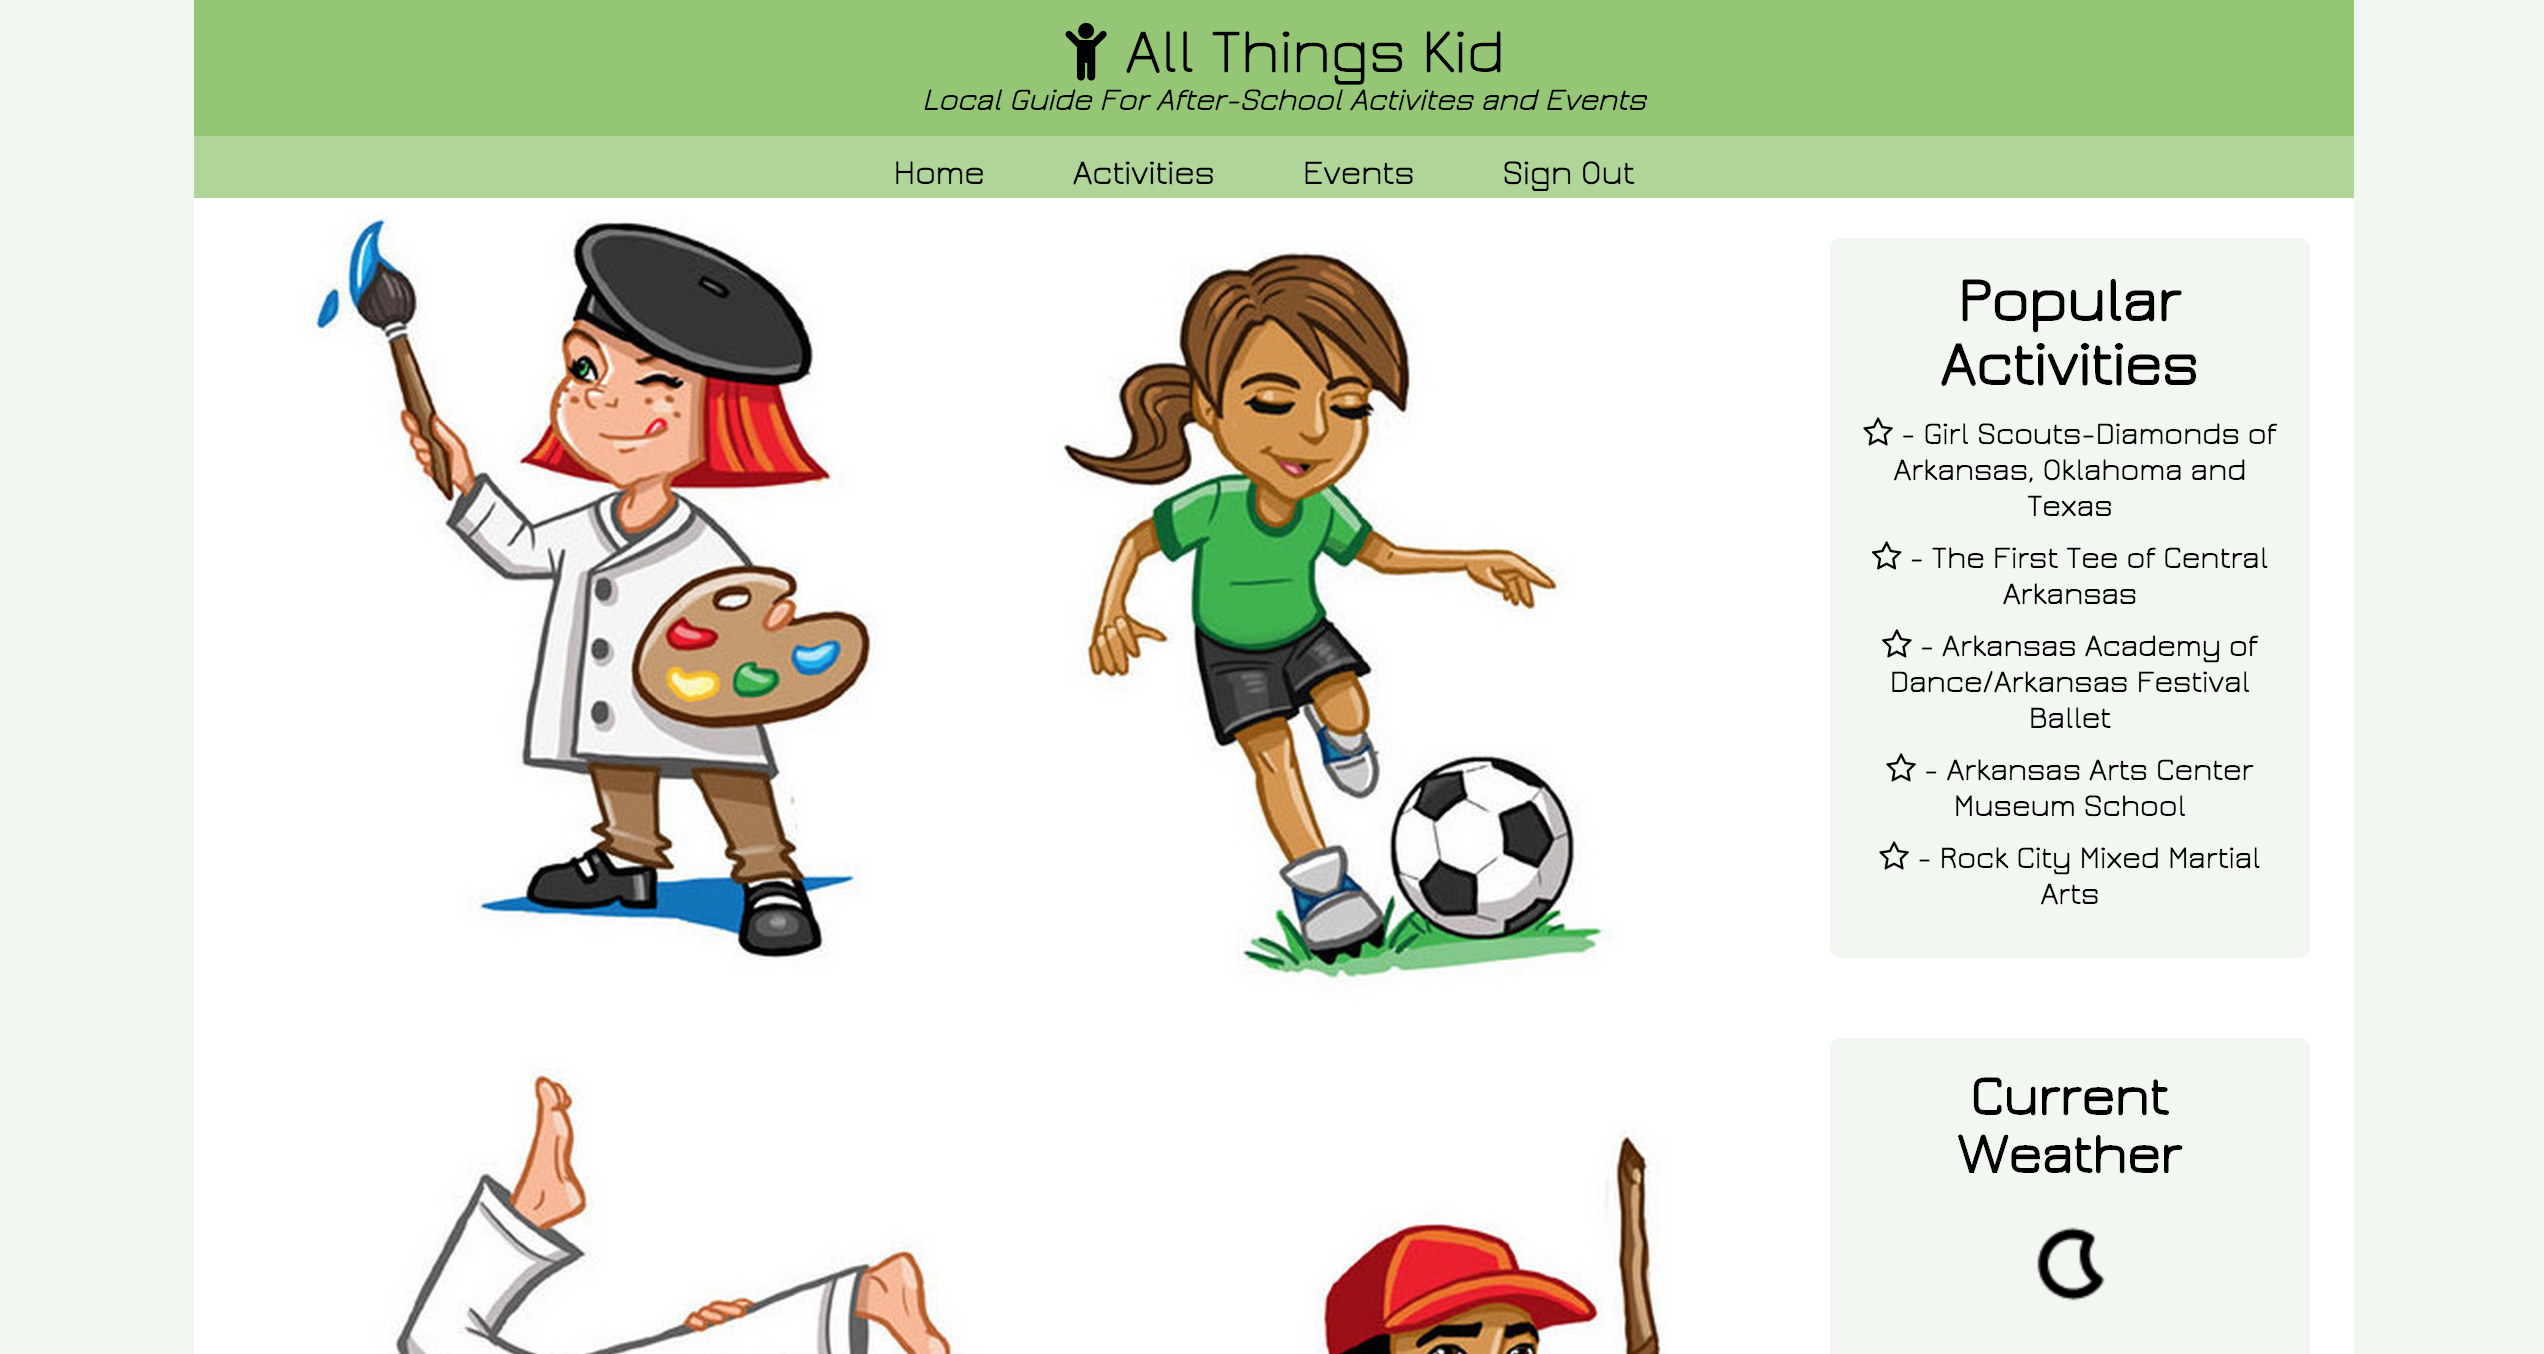 All Things Kid
Local Guide For After-School Activites and Events
Home Activities Events Sign Out
Popular
Activities
- Girl Scouts-Diamonds of
Arkansas, Oklahoma and
Texas
- The First Tee of Central
Arkansas
- Arkansas Academy of
Dance/Arkansas Festival
Ballet
- Arkansas Arts Center
Museum School
- Rock City Mixed Martial
Arts
Current
Weather